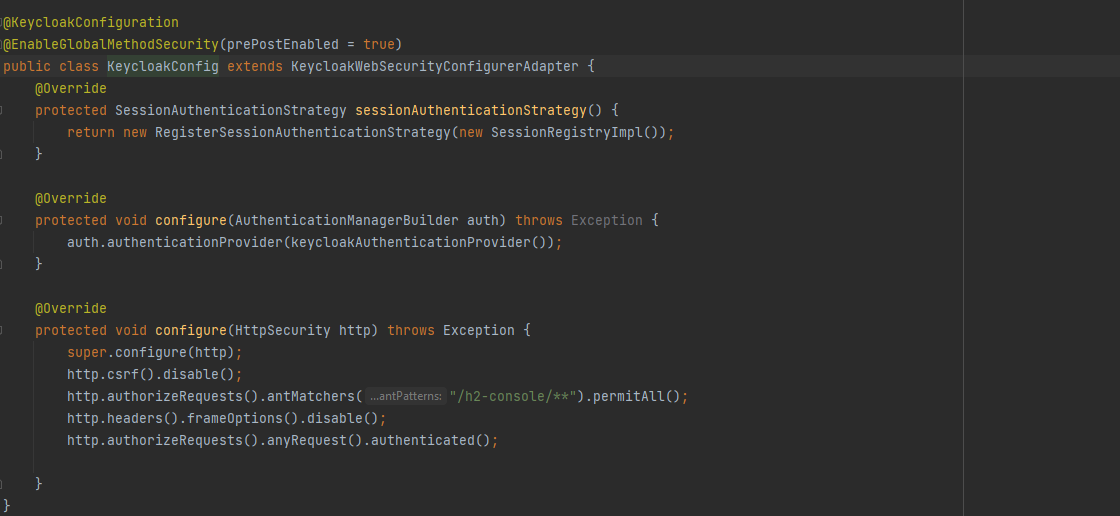 @KeycloakConfiguration
@EnableGlobalMethodSecurity(prePostEnabled = true)
public class KeycloakConfig extends KeycloakWebSecurityConfigurerAdapter {
    @Override
    protected SessionAuthenticationStrategy sessionAuthenticationStrategy() {
        return new RegisterSessionAuthenticationStrategy(new SessionRegistryImpl());
    }

    @Override
    protected void configure(AuthenticationManagerBuilder auth) throws Exception {
        auth.authenticationProvider(keycloakAuthenticationProvider());
    }

    @Override
    protected void configure(HttpSecurity http) throws Exception {
        super.configure(http);
        http.csrf().disable();
        http.authorizeRequests().antMatchers( ...antPatterns: "/h2-console/**").permitAll();
        http.headers().frameOptions().disable();
        http.authorizeRequests().anyRequest().authenticated();

    }
}